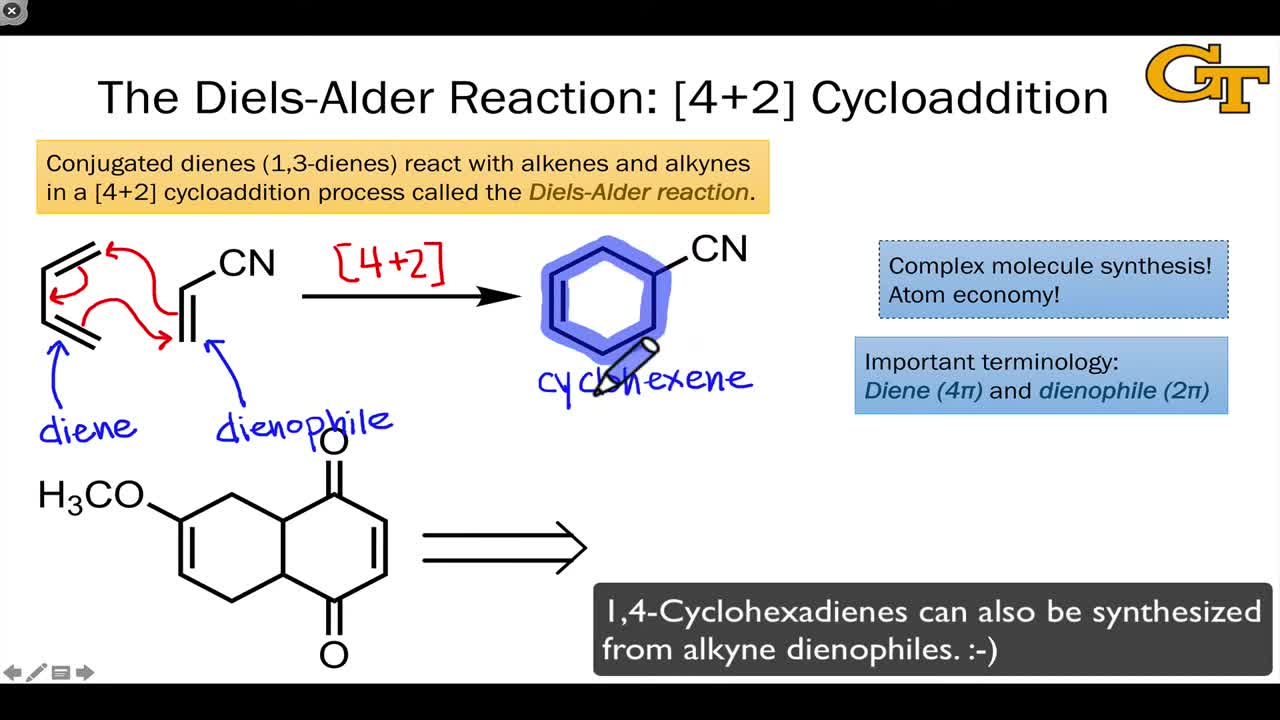 The Diels-Alder Reaction: [4+2] Cycloaddition
GT
Conjugated dienes (1,3-dienes) react with alkenes and alkynes
in a [4+2] cycloaddition process called the Diels-Alder reaction.
CN
[4+2]
CN
Complex molecule synthesis!
Atom economy!
cyclohexene
Important terminology:
Diene (4π) and dienophile (2π)
diene
dienophile
O
H₃CO
O
1,4-Cyclohexadienes can also be synthesized
from alkyne dienophiles. :-)